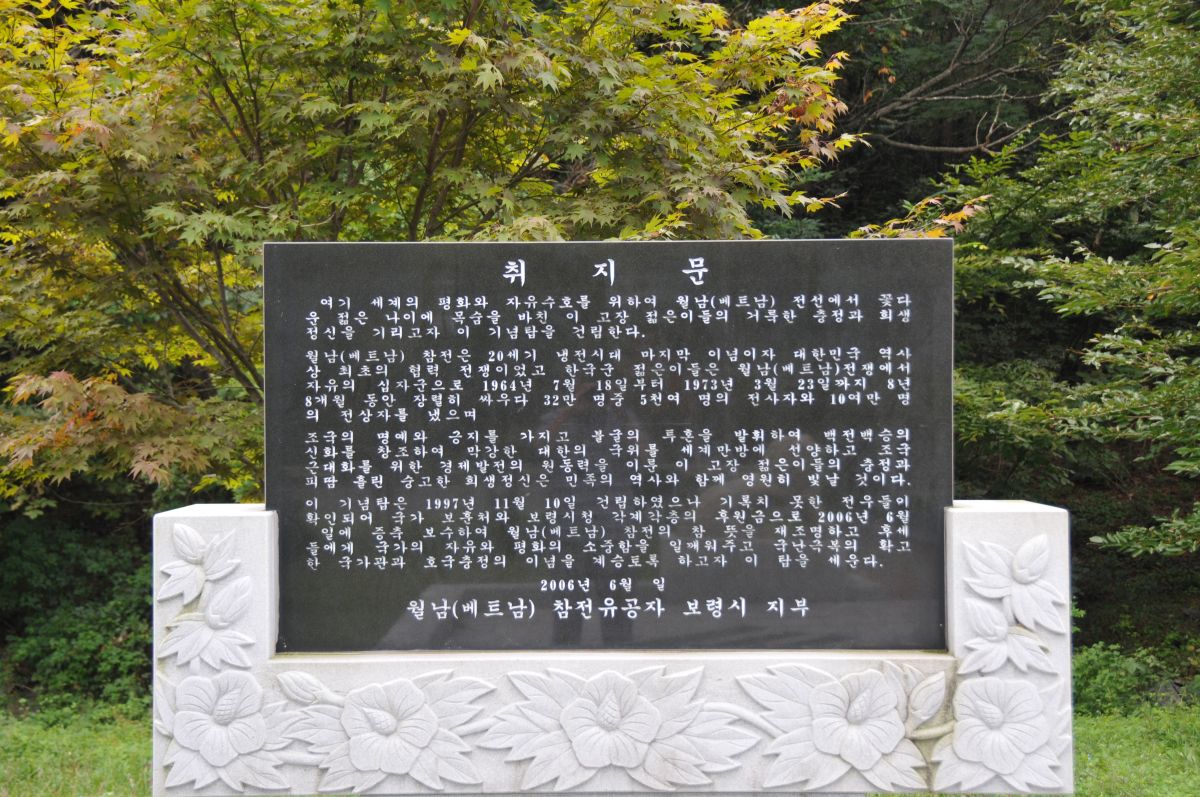 취 지 문
여기 세계의 평화와 자유수호를 위하여 월남(베트남) 전선에서 꽃다
운 젊은 나이에 목숨을 바친 이 고장 젊은이들의 거룩한 충정과 희생
정신을 기리고자 이 기념탑을 건립한다.
월남(베트남) 참전은 20세기 냉전시대 마지막 이념이자 대한민국 역사
상 최초의 협력 전쟁이었고 한국군 젊은이들은 월남(베트남)전쟁에서
자유의 십자군으로 1964년 7월 18일부터 1973년 3월 23일까지 8년
8개월 동안 장렬히 싸우다 32만 명중 5천여 명의 전사자와 10여만 명
의 전상자를 냈으며
조국의 명예와 긍지를 가지고 불굴의 투혼을 발휘하여 백전백승의
신화를 창조하여 막강한 대한의 국위를 세계만방에 선양하고 조국
근대화를 위한 경제발전의 원동력을 이룬 이 고장 젊은이들의 충정과
피땀 흘린 숭고한 희생정신은 민족의 역사와 함께 영원히 빛날 것이다.
이 기념탑은 1997년 11월 10일 건립하였으나 기록치 못한 전우들이
확인되어 국가 보훈처와 보령시청 각계각층의 후원금으로 2006년 6월
일에 증축 보수하여 월남(베트남) 참전의 참 뜻을 재조명하고 후세
들에게 국가의 자유와 평화의 소중함을 일깨워주고 국난극복의 확고
한 국가관과 호국충정의 이념을 계승토록 하고자 이 탑을 세운다.
2006년 6월 일
월남(베트남) 참전유공자 보령시 지부